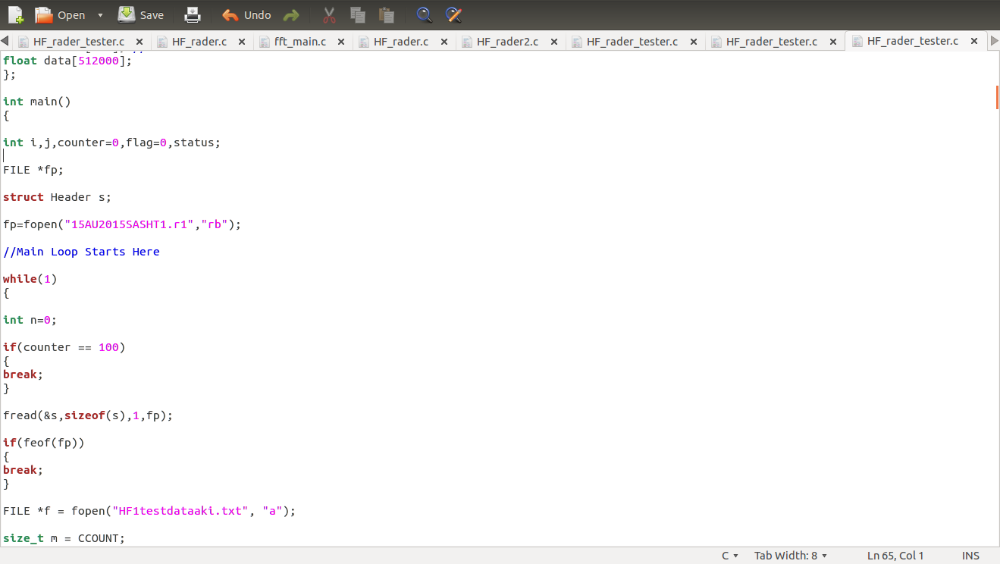 Open Save Undo
HF_rader_tester.c HF_rader.c fft_main.c HF_rader.c HF_rader2.c HF_rader_tester.c HF_rader_tester.c HF_rader_tester.c
float data[512000];
};
int main()
{
int i,j,counter=0,flag=0,status;
FILE *fp;
struct Header s;
fp=fopen("15AU2015SASHT1.r1","rb");
//Main Loop Starts Here
while(1)
{
int n=0;
if(counter == 100)
{
break;
}
fread(&s,sizeof(s),1,fp);
if(feof(fp))
{
break;
}
FILE *f = fopen("HF1testdataaki.txt", "a");
size_t m = CCOUNT;
C Tab Width: 8 Ln 65, Col 1 INS